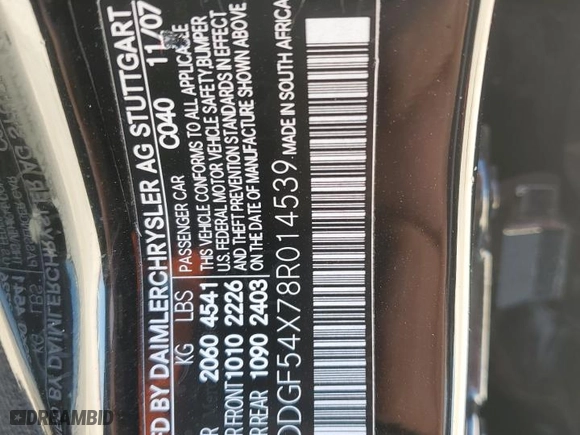 FD BY DAIMLERCHRYSLER AG STUTTGART
C040 11/07
KG LBS PASSENGER CAR
2060 4541 THIS VEHICLE CONFORMS TO ALL APPLICABLE
FRONT 1010 2226 U.S. FEDERAL MOTOR VEHICLE SAFETY, BUMPER
REAR 1090 2403 AND THEFT PREVENTION STANDARDS IN EFFECT
ON THE DATE OF MANUFACTURE SHOWN ABOVE
DDGF54X78R014539 MADE IN SOUTH AFRICA
DREAMBID